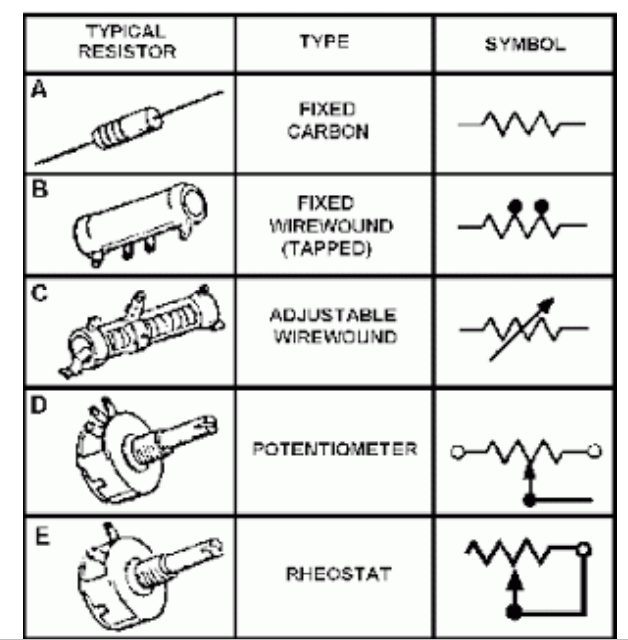 TYPICAL
RESISTOR
TYPE
SYMBOL
A
FIXED
CARBON
B
FIXED
WIREWOUND
(TAPPED)
C
ADJUSTABLE
WIREWOUND
D
POTENTIOMETER
E
RHEOSTAT